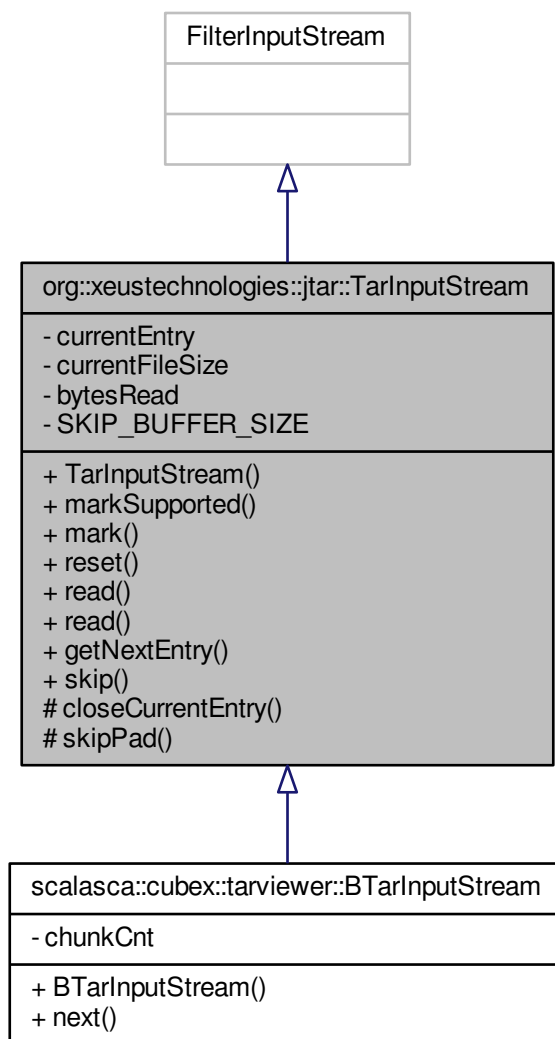 FilterInputStream
org::xeustechnologies::jtar::TarInputStream
- currentEntry
- currentFileSize
- bytesRead
- SKIP_BUFFER_SIZE
+ TarInputStream()
+ markSupported()
+ mark()
+ reset()
+ read()
+ read()
+ getNextEntry()
+ skip()
# closeCurrentEntry()
# skipPad()
scalasca::cubex::tarviewer::BTarInputStream
- chunkCnt
+ BTarInputStream()
+ next()